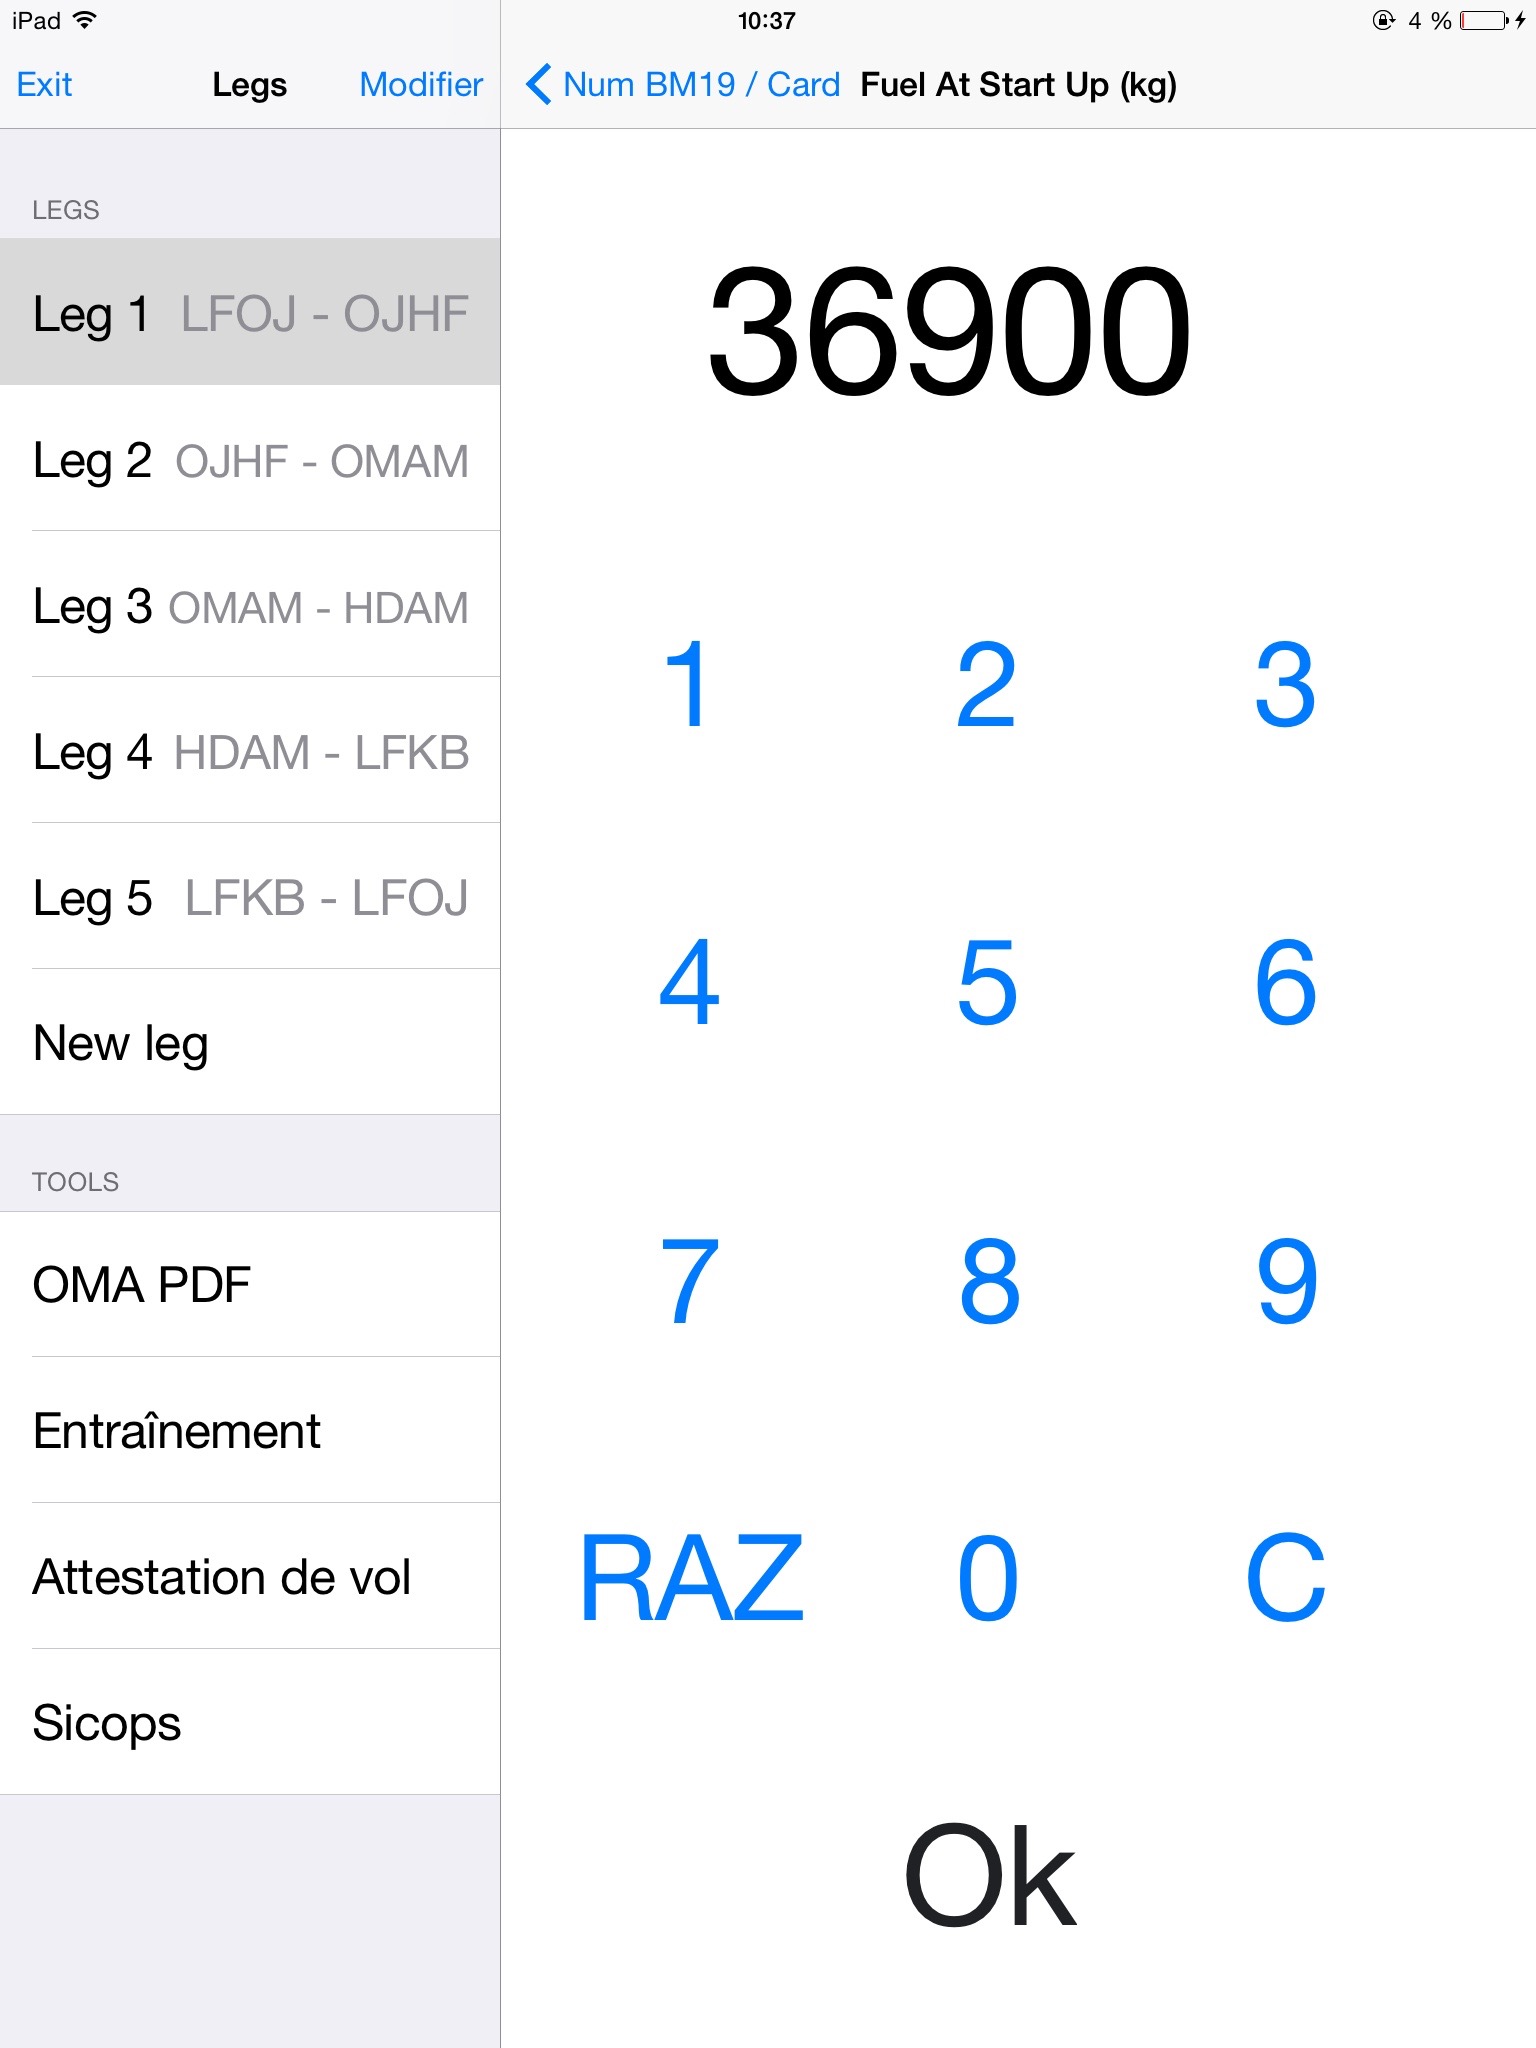 iPad 10:37 4 %
Exit Legs Modifier
Num BM19 / Card Fuel At Start Up (kg)
LEGS
Leg 1 LFOJ - OJHF
Leg 2 OJHF - OMAM
Leg 3 OMAM - HDAM
Leg 4 HDAM - LFKB
Leg 5 LFKB - LFOJ
New leg
TOOLS
OMA PDF
Entraînement
Attestation de vol
Sicops
36900
1 2 3
4 5 6
7 8 9
RAZ 0 C
Ok